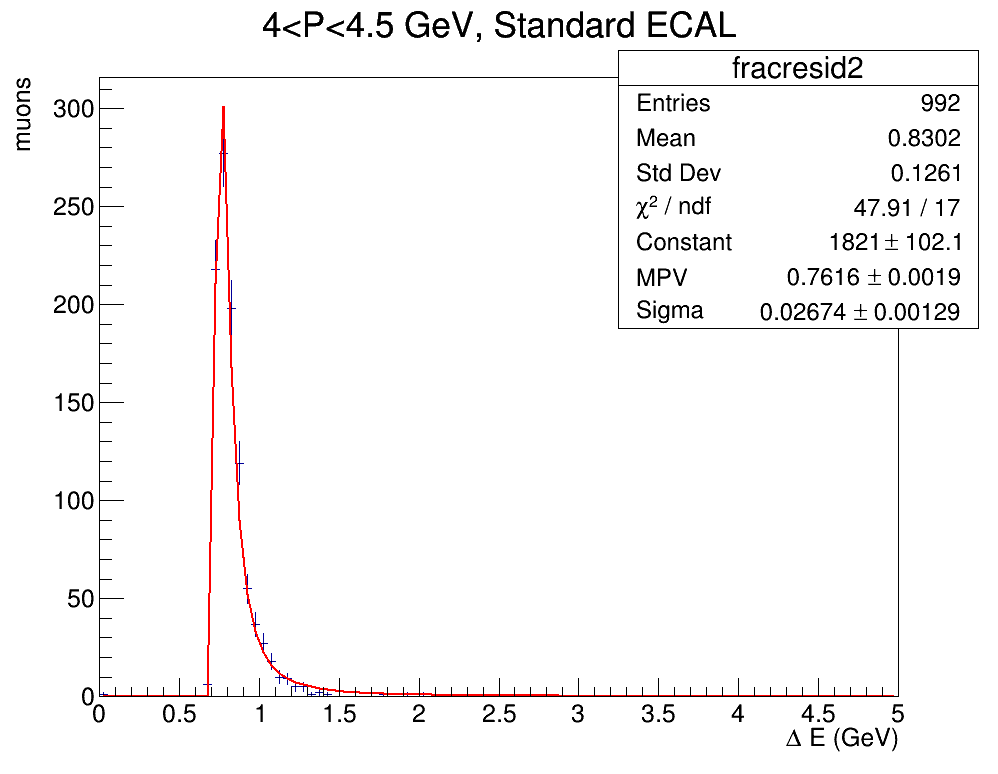 4<P<4.5 GeV, Standard ECAL
fracresid2
Entries 992
Mean 0.8302
Std Dev 0.1261
χ² / ndf 47.91 / 17
Constant 1821 ± 102.1
MPV 0.7616 ± 0.0019
Sigma 0.02674 ± 0.00129
muons
300
250
200
150
100
50
0
0 0.5 1 1.5 2 2.5 3 3.5 4 4.5 5
Δ E (GeV)